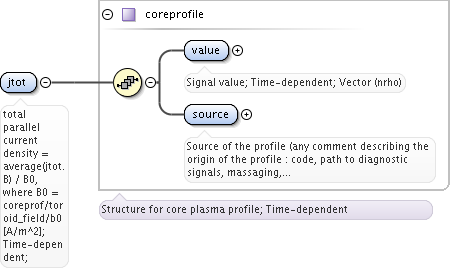 coreprofile
value
Signal value; Time-dependent; Vector (nrho)
jtot
source
total
parallel
current
density =
average(jtot.
B) / B0,
where B0 =
coreprof/tor
oid_field/b0
[A/m^2];
Time-depen
dent;
Source of the profile (any comment describing the
origin of the profile : code, path to diagnostic
signals, massaging,...
Structure for core plasma profile; Time-dependent